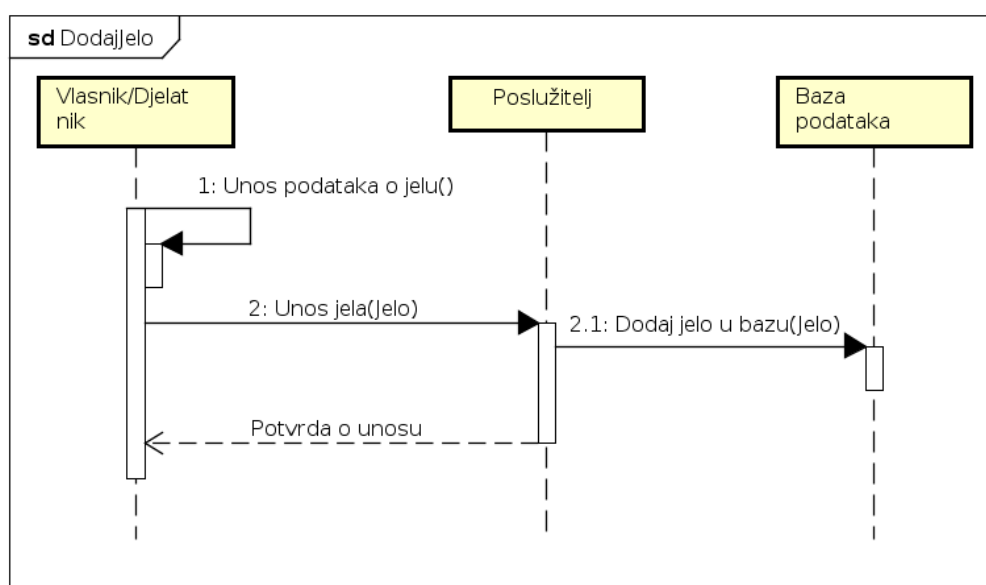 sd DodajJelo
Vlasnik/Djelat
nik
Poslužitelj
Baza
podataka
1: Unos podataka o jelu()
2: Unos jela(Jelo)
2.1: Dodaj jelo u bazu(Jelo)
Potvrda o unosu